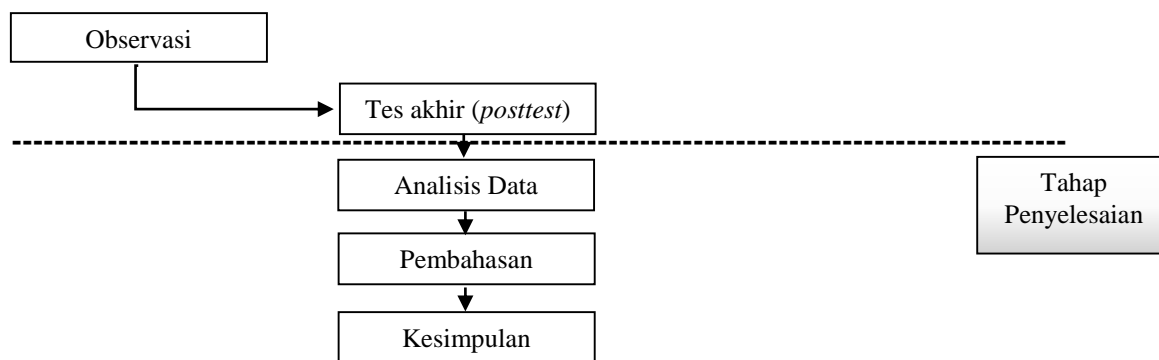 Observasi
Tes akhir (posttest)
Analisis Data
Tahap
Penyelesaian
Pembahasan
Kesimpulan